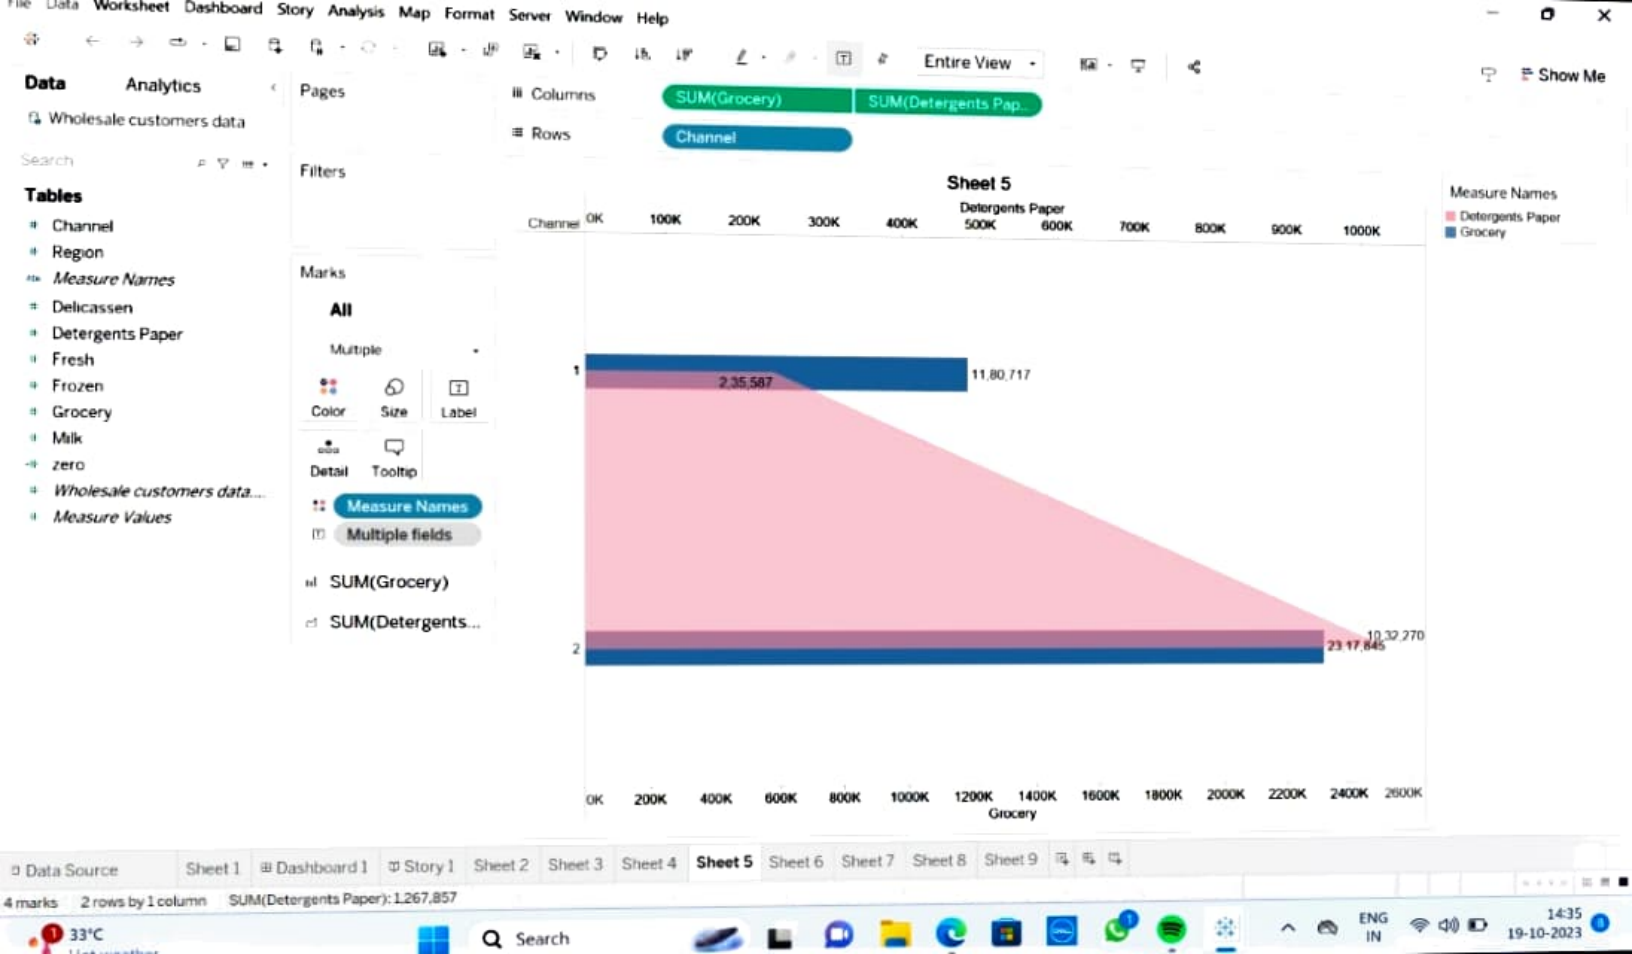 File Data Worksheet Dashboard Story Analysis Map Format Server Window Help
Entire View
Show Me
Data Analytics
Wholesale customers data
Search
Tables
Channel
Region
Measure Names
Delicassen
Detergents Paper
Fresh
Frozen
Grocery
Milk
zero
Wholesale customers data....
Measure Values
Pages
Filters
Marks
All
Multiple
Color Size Label
Detail Tooltip
Measure Names
Multiple fields
SUM(Grocery)
SUM(Detergents...
Columns SUM(Grocery) SUM(Detergents Pap..
Rows Channel
Sheet 5
Detergents Paper
Channel 0K 100K 200K 300K 400K 500K 600K 700K 800K 900K 1000K
1 2,35,587 11,80,717
2 10,32,270
23,17,845
0K 200K 400K 600K 800K 1000K 1200K 1400K 1600K 1800K 2000K 2200K 2400K 2600K
Grocery
Measure Names
Detergents Paper
Grocery
Data Source Sheet 1 Dashboard 1 Story 1 Sheet 2 Sheet 3 Sheet 4 Sheet 5 Sheet 6 Sheet 7 Sheet 8 Sheet 9
4 marks 2 rows by 1 column SUM(Detergents Paper): 1,267,857
1 33°C
Hot weather
Search
1
ENG
IN
14:35
19-10-2023